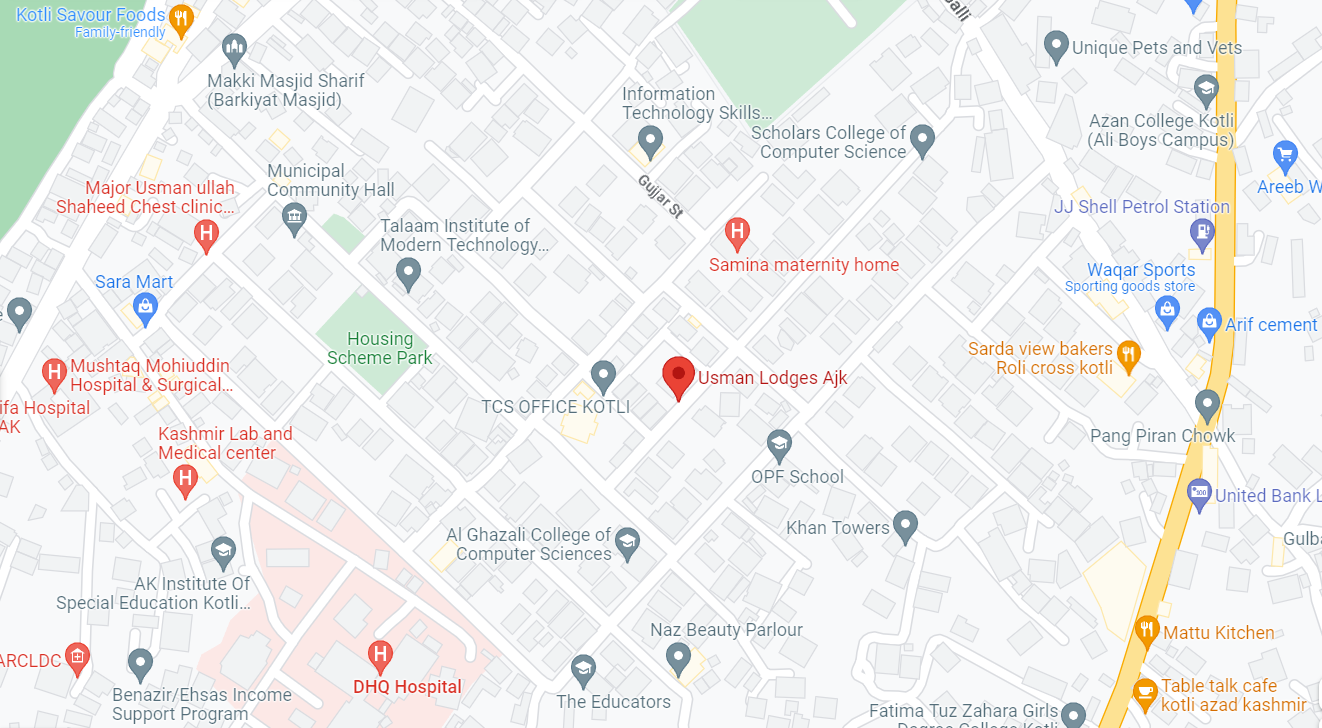 Kotli Savour Foods
Family-friendly
Makki Masjid Sharif
(Barkiyat Masjid)
Information
Technology Skills...
Unique Pets and Vets
Azan College Kotli
(Ali Boys Campus)
Scholars College of
Computer Science
Municipal
Community Hall
Gujjar St
Areeb W
Major Usman ullah
Shaheed Chest clinic...
JJ Shell Petrol Station
Talaam Institute of
Modern Technology...
Samina maternity home
Sara Mart
Waqar Sports
Sporting goods store
Arif cement
Housing
Scheme Park
Sarda view bakers
Roli cross kotli
Mushtaq Mohiuddin
Hospital & Surgical...
Usman Lodges Ajk
TCS OFFICE KOTLI
ifa Hospital
AK
Pang Piran Chowk
Kashmir Lab and
Medical center
OPF School
United Bank L
Khan Towers
Al Ghazali College of
Computer Sciences
Gulba
AK Institute Of
Special Education Kotli...
Naz Beauty Parlour
Mattu Kitchen
ARCLDC
DHQ Hospital
Benazir/Ehsas Income
Support Program
The Educators
Table talk cafe
kotli azad kashmir
Fatima Tuz Zahara Girls
Degree College Kotli